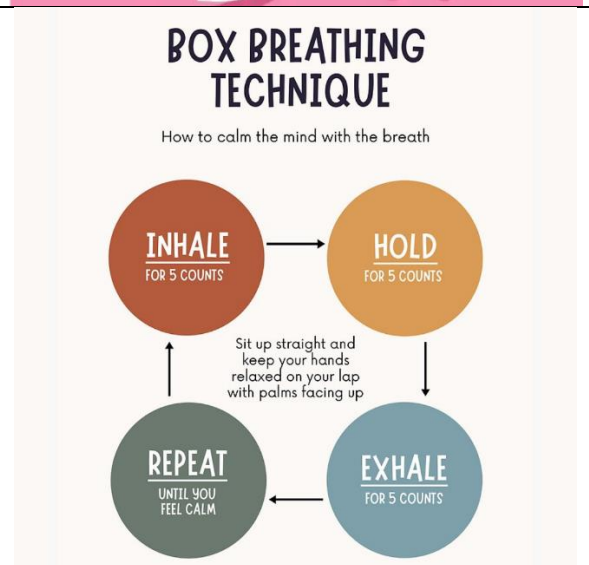 BOX BREATHING
TECHNIQUE
How to calm the mind with the breath
INHALE
FOR 5 COUNTS
HOLD
FOR 5 COUNTS
Sit up straight and
keep your hands
relaxed on your lap
with palms facing up
REPEAT
UNTIL YOU
FEEL CALM
EXHALE
FOR 5 COUNTS